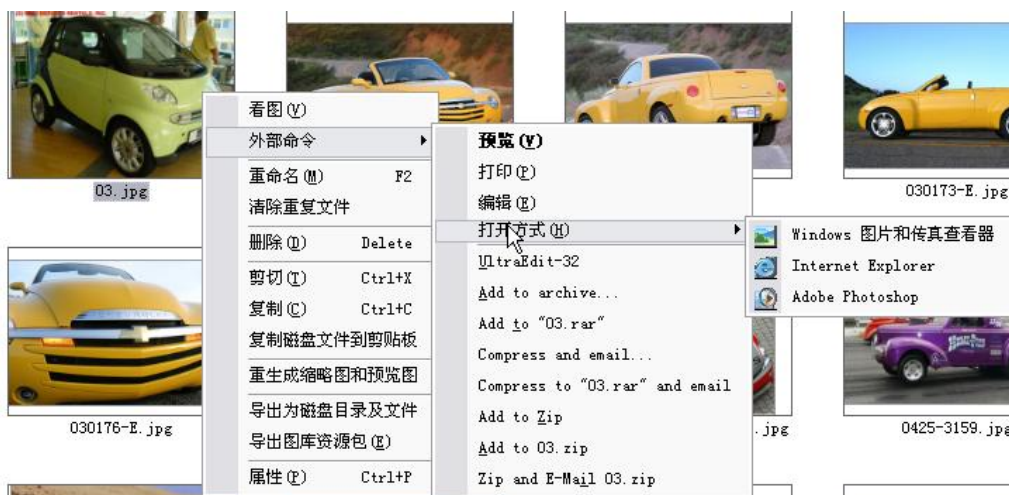 03.jpg
看图(V)
外部命令
重命名(M) F2
清除重复文件
删除(D) Delete
剪切(T) Ctrl+X
复制(C) Ctrl+C
复制磁盘文件到剪贴板
重生成缩略图和预览图
导出为磁盘目录及文件
导出图库资源包(E)
属性(P) Ctrl+P
预览(V)
打印(P)
编辑(E)
打开方式(H)
UltraEdit-32
Add to archive...
Add to "03.rar"
Compress and email...
Compress to "03.rar" and email
Add to Zip
Add to 03.zip
Zip and E-Mail 03.zip
Windows 图片和传真查看器
Internet Explorer
Adobe Photoshop
030173-E.jpg
030176-E.jpg
.jpg
0425-3159.jpg